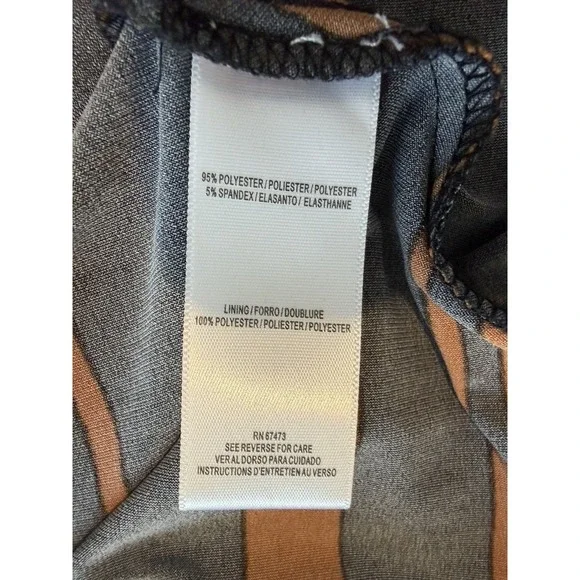 95% POLYESTER / POLIESTER / POLYESTER
5% SPANDEX / ELASANTO / ELASTHANNE
LINING / FORRO / DOUBLURE
100% POLYESTER / POLIESTER / POLYESTER
RN 67473
SEE REVERSE FOR CARE
VER AL DORSO PARA CUIDADO
INSTRUCTIONS D'ENTRETIEN AU VERSO